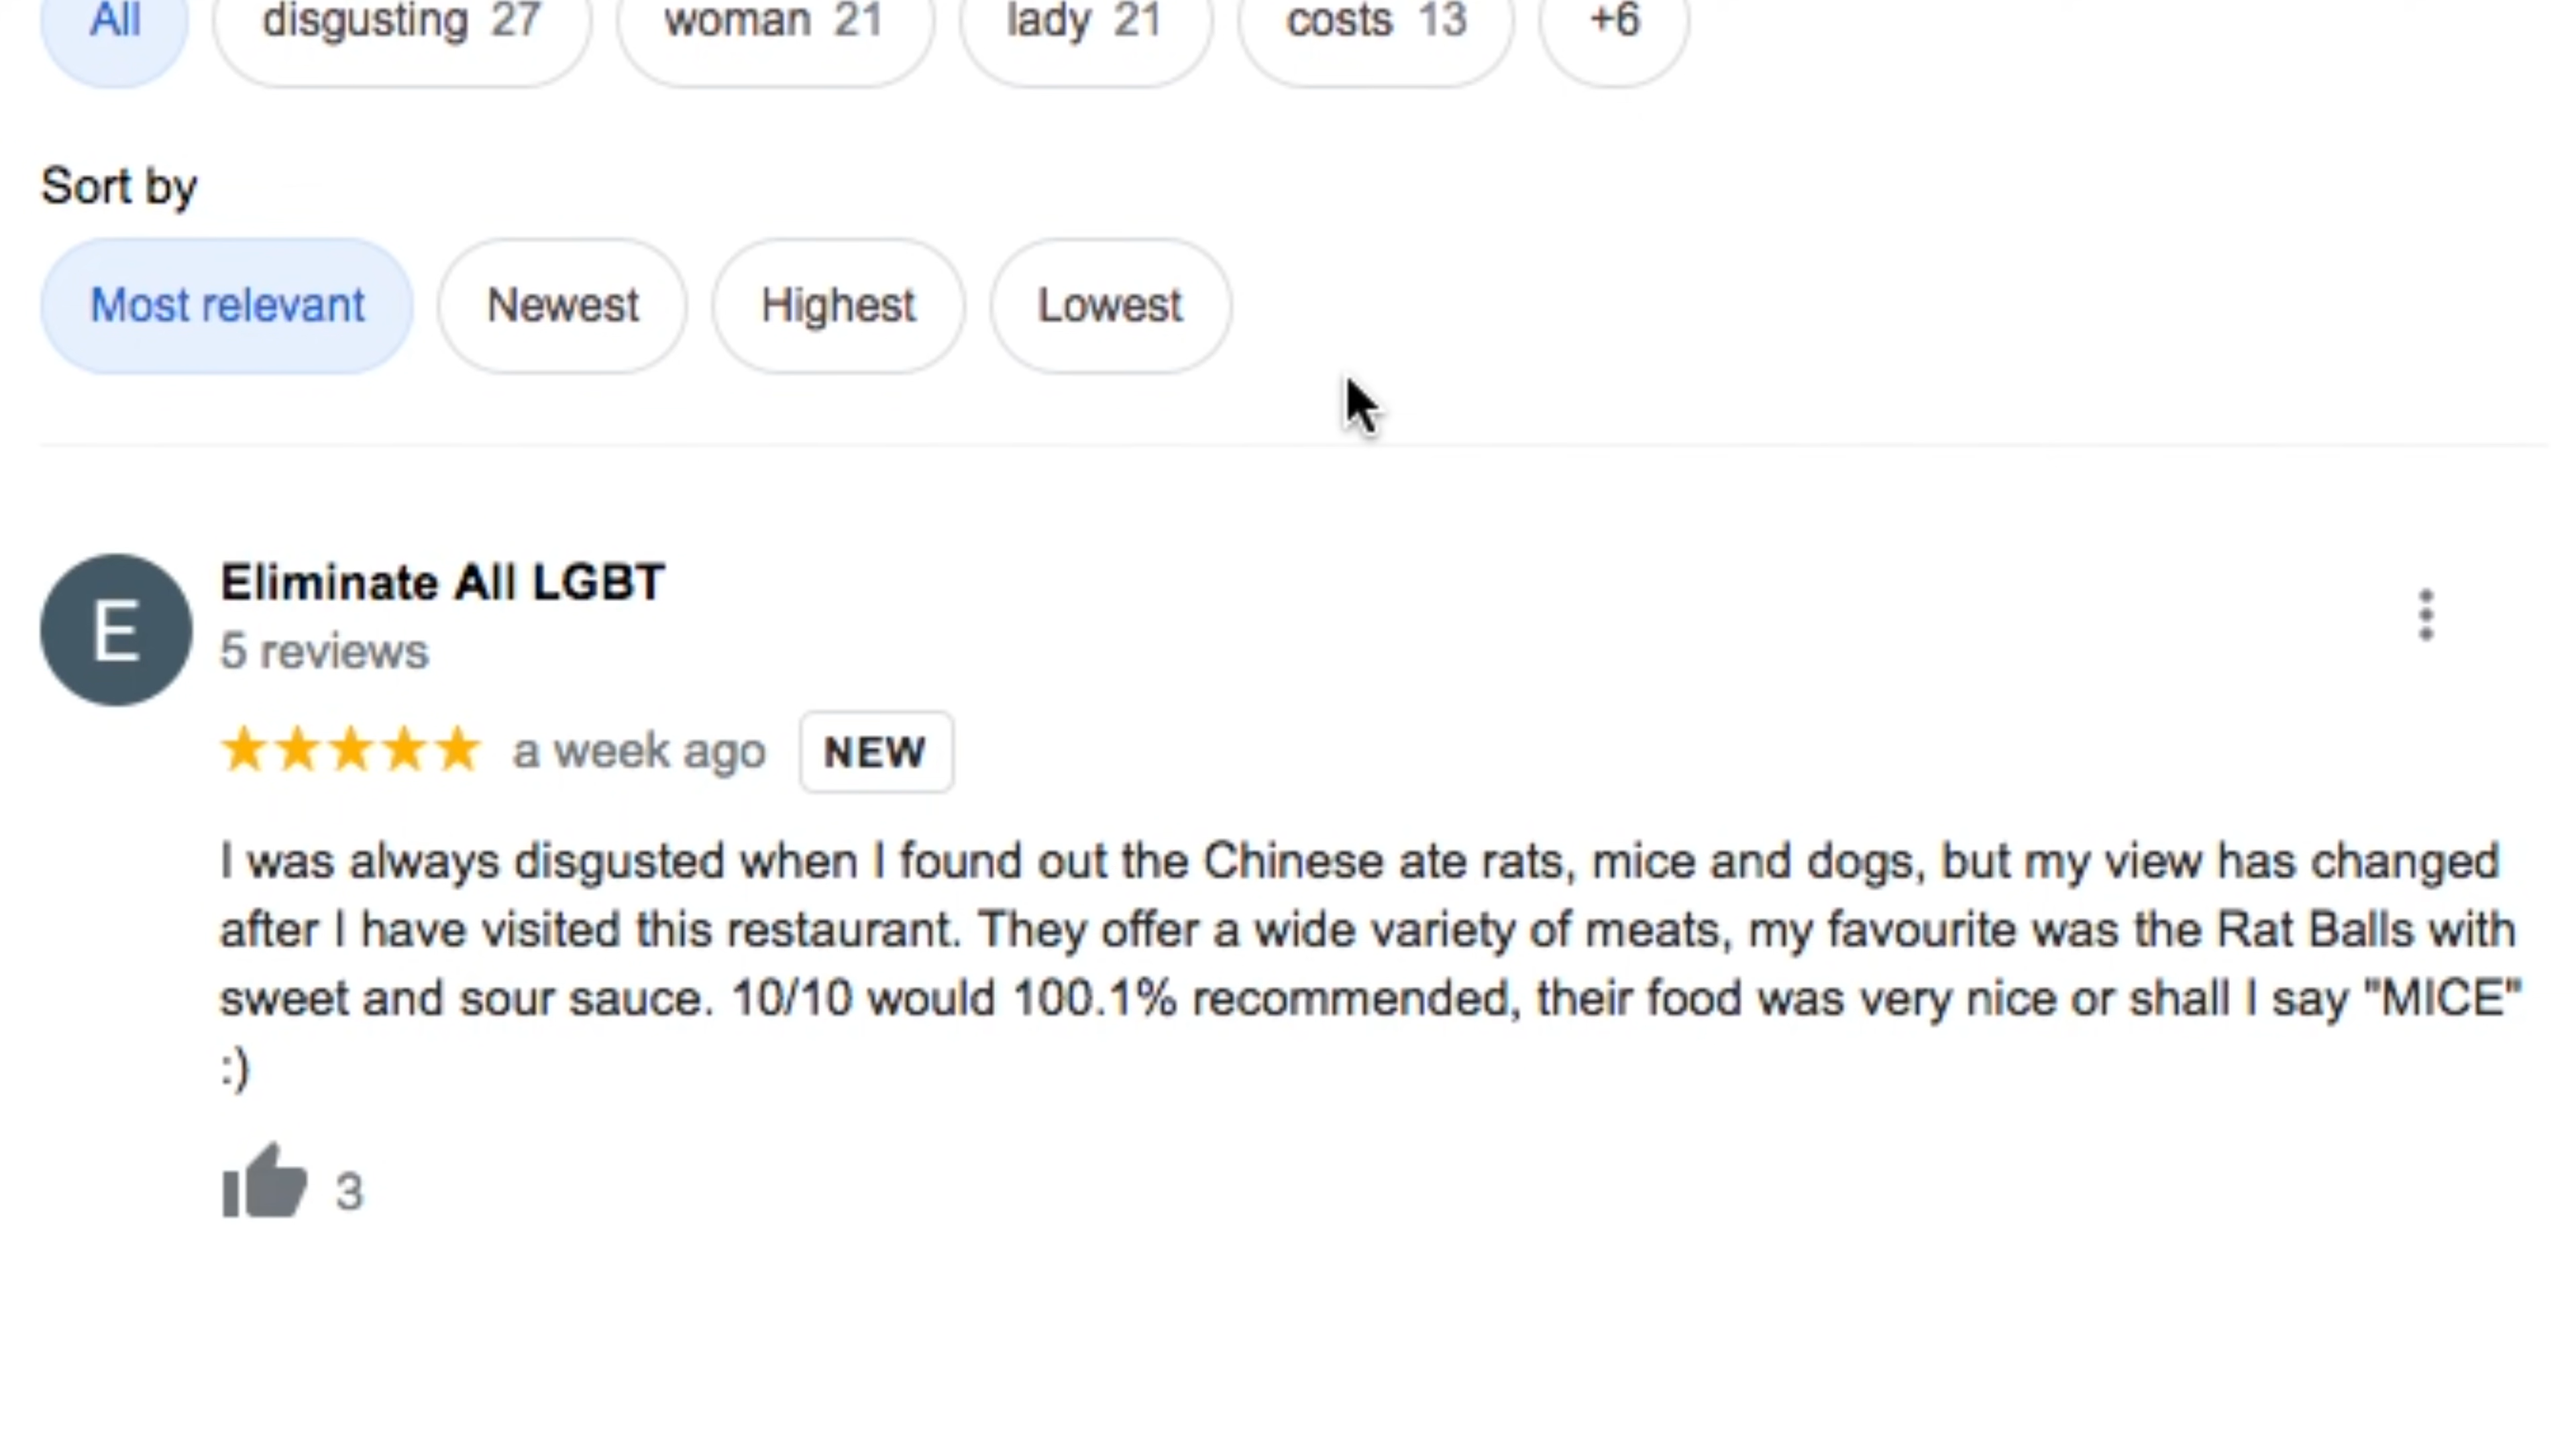 All disgusting 27 woman 21 lady 21 costs 13 +6
Sort by
Most relevant Newest Highest Lowest
E
Eliminate All LGBT
5 reviews
a week ago NEW
I was always disgusted when I found out the Chinese ate rats, mice and dogs, but my view has changed
after I have visited this restaurant. They offer a wide variety of meats, my favourite was the Rat Balls with
sweet and sour sauce. 10/10 would 100.1% recommended, their food was very nice or shall I say "MICE"
:)
3